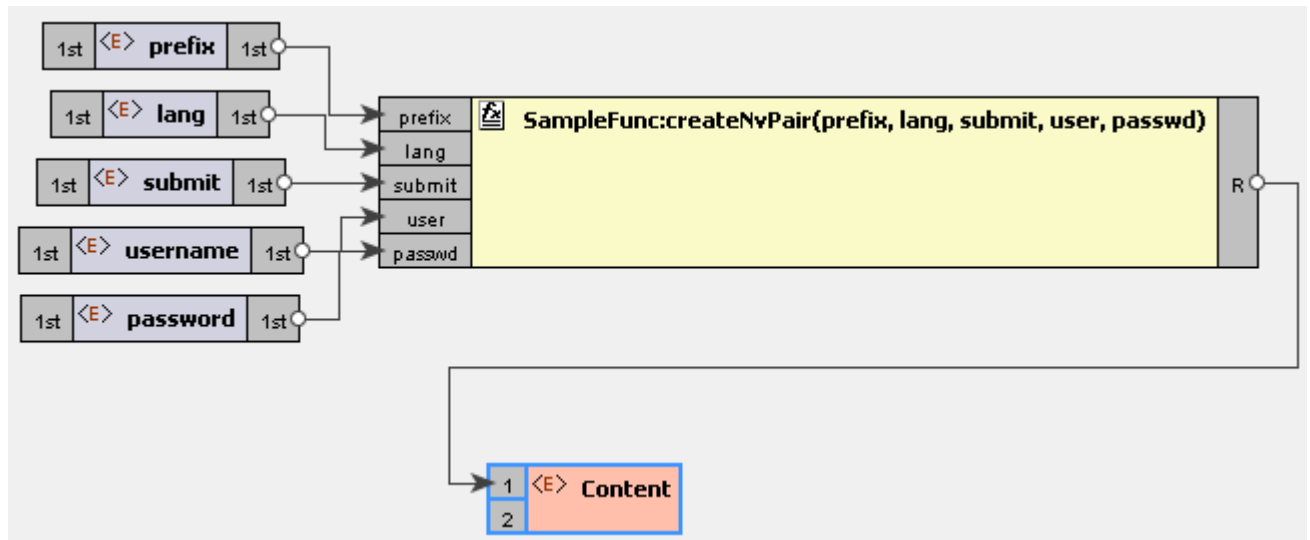 1st <E> prefix 1st
1st <E> lang 1st
1st <E> submit 1st
1st <E> username 1st
1st <E> password 1st
prefix
lang
submit
user
passwd
fx SampleFunc:createNvPair(prefix, lang, submit, user, passwd)
R
1 <E> Content
2